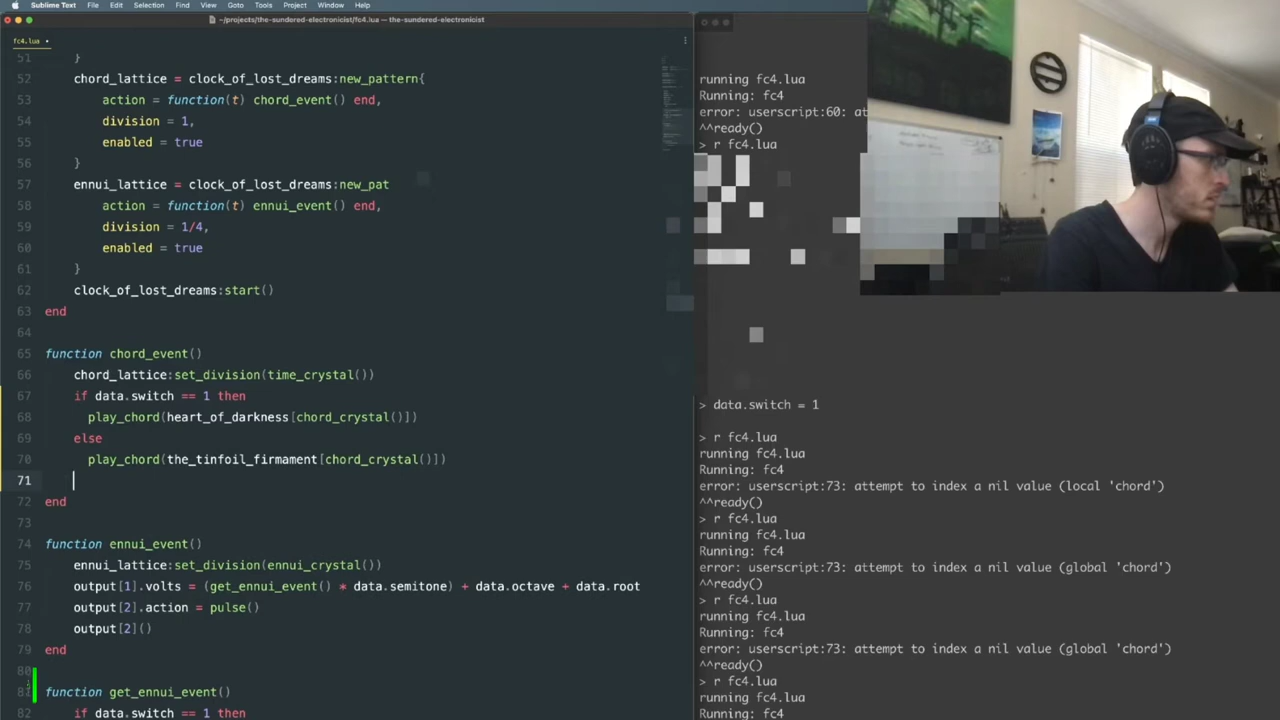 Sublime Text File Edit Selection Find View Goto Tools Project Window Help
~/projects/the-sundered-electronicist/fc4.lua — the-sundered-electronicist
fc4.lua
51 }
52 chord_lattice = clock_of_lost_dreams:new_pattern{
53 action = function(t) chord_event() end,
54 division = 1,
55 enabled = true
56 }
57 ennui_lattice = clock_of_lost_dreams:new_pat
58 action = function(t) ennui_event() end,
59 division = 1/4,
60 enabled = true
61 }
62 clock_of_lost_dreams:start()
63 end
64
65 function chord_event()
66 chord_lattice:set_division(time_crystal())
67 if data.switch == 1 then
68 play_chord(heart_of_darkness[chord_crystal()])
69 else
70 play_chord(the_tinfoil_firmament[chord_crystal()])
71
72 end
73
74 function ennui_event()
75 ennui_lattice:set_division(ennui_crystal())
76 output[1].volts = (get_ennui_event() * data.semitone) + data.octave + data.root
77 output[2].action = pulse()
78 output[2]()
79 end
80
81 function get_ennui_event()
82 if data.switch == 1 then
running fc4.lua
Running: fc4
error: userscript:60: at
^^ready()
> r fc4.lua
> data.switch = 1
> r fc4.lua
running fc4.lua
Running: fc4
error: userscript:73: attempt to index a nil value (local 'chord')
^^ready()
> r fc4.lua
running fc4.lua
Running: fc4
error: userscript:73: attempt to index a nil value (global 'chord')
^^ready()
> r fc4.lua
running fc4.lua
Running: fc4
error: userscript:73: attempt to index a nil value (global 'chord')
^^ready()
> r fc4.lua
running fc4.lua
Running: fc4